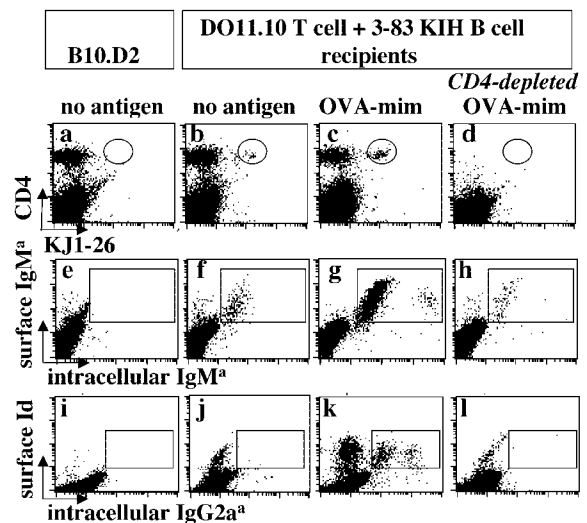 B10.D2
DO11.10 T cell + 3-83 KIH B cell
recipients
CD4-depleted
no antigen no antigen OVA-mim OVA-mim
a b c d
CD4
KJ1-26
e f g h
surface IgMᵃ
intracellular IgMᵃ
i j k l
surface Id
intracellular IgG2aᵃ